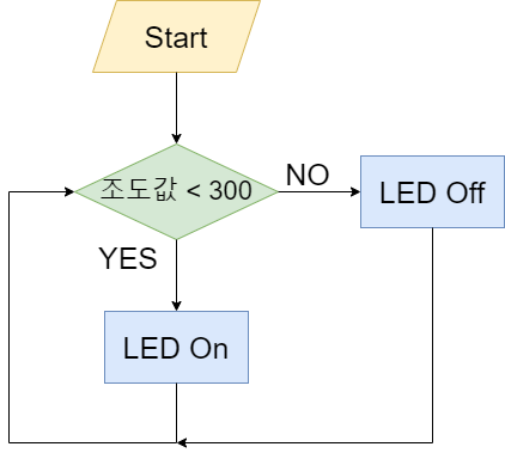 Start
조도값 < 300
NO
LED Off
YES
LED On